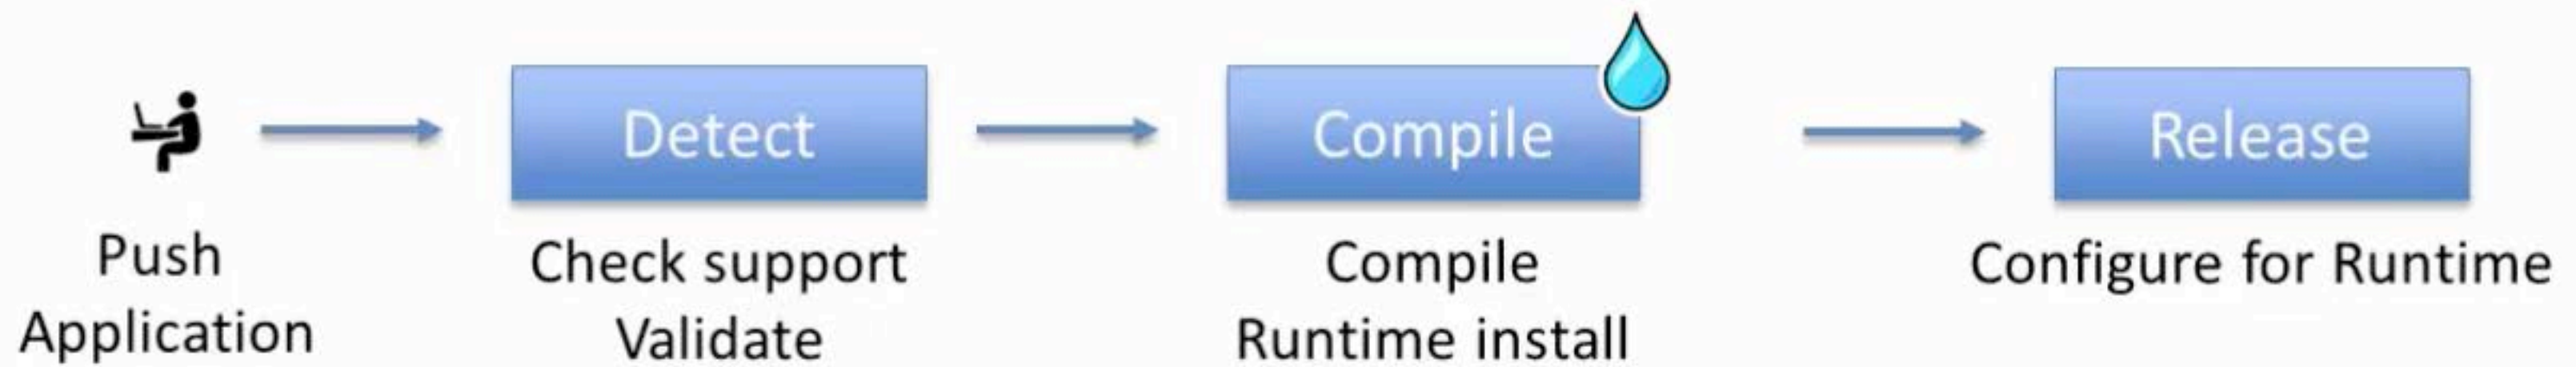 Push
Application
Detect
Check support
Validate
Compile
Compile
Runtime install
Release
Configure for Runtime